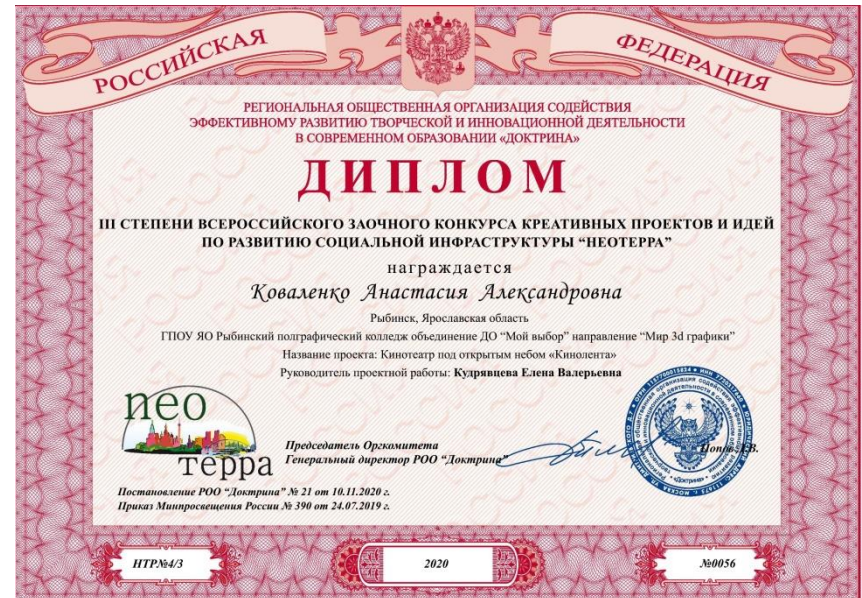 РОССИЙСКАЯ ФЕДЕРАЦИЯ
РЕГИОНАЛЬНАЯ ОБЩЕСТВЕННАЯ ОРГАНИЗАЦИЯ СОДЕЙСТВИЯ
ЭФФЕКТИВНОМУ РАЗВИТИЮ ТВОРЧЕСКОЙ И ИННОВАЦИОННОЙ ДЕЯТЕЛЬНОСТИ
В СОВРЕМЕННОМ ОБРАЗОВАНИИ «ДОКТРИНА»
ДИПЛОМ
III СТЕПЕНИ ВСЕРОССИЙСКОГО ЗАОЧНОГО КОНКУРСА КРЕАТИВНЫХ ПРОЕКТОВ И ИДЕЙ
ПО РАЗВИТИЮ СОЦИАЛЬНОЙ ИНФРАСТРУКТУРЫ “НЕОТЕРРА”
награждается
Коваленко Анастасия Александровна
Рыбинск, Ярославская область
ГПОУ ЯО Рыбинский полграфический колледж объединение ДО “Мой выбор” направление “Мир 3d графики”
Название проекта: Кинотеатр под открытым небом «Кинолента»
Руководитель проектной работы: Кудрявцева Елена Валерьевна
neo
терра
Председатель Оргкомитета
Генеральный директор РОО “Доктрина”
Постановление РОО “Доктрина” № 21 от 10.11.2020 г.
Приказ Минпросвещения России № 390 от 24.07.2019 г.
НТР№4/3
2020
№0056